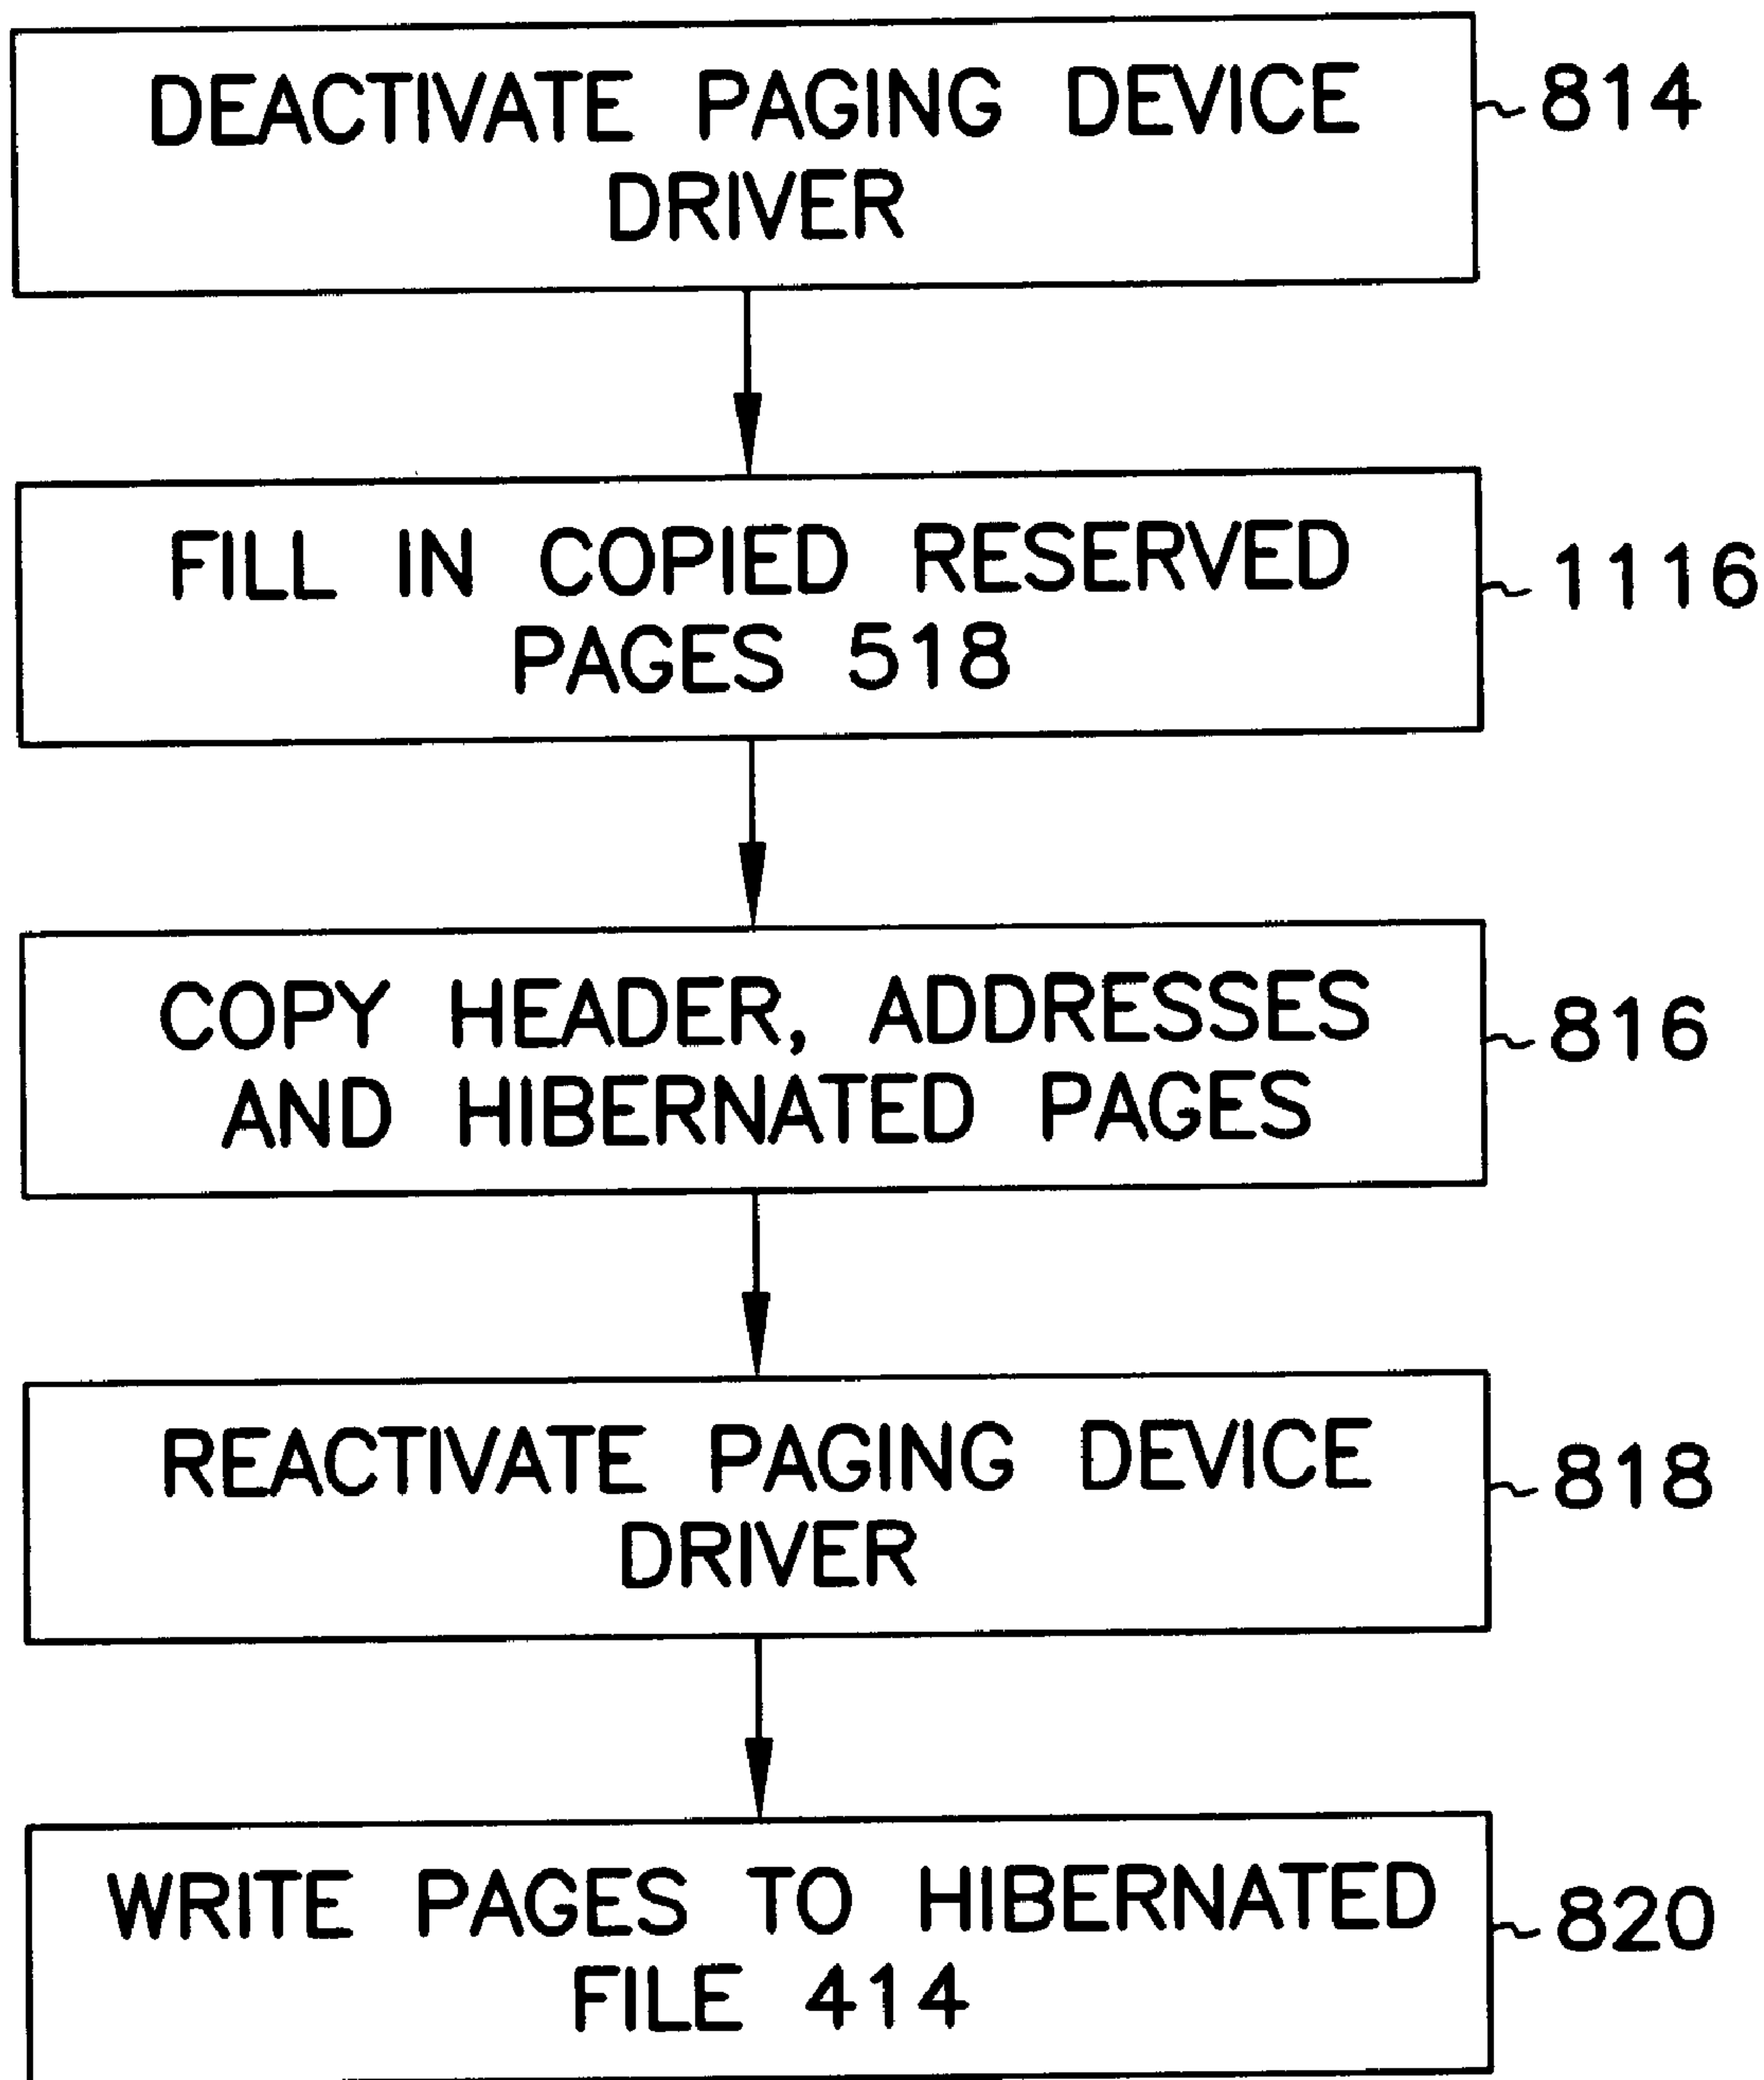 DEACTIVATE PAGING DEVICE
DRIVER
814
FILL IN COPIED RESERVED
PAGES 518
1116
COPY HEADER, ADDRESSES
AND HIBERNATED PAGES
816
REACTIVATE PAGING DEVICE
DRIVER
818
WRITE PAGES TO HIBERNATED
FILE 414
820